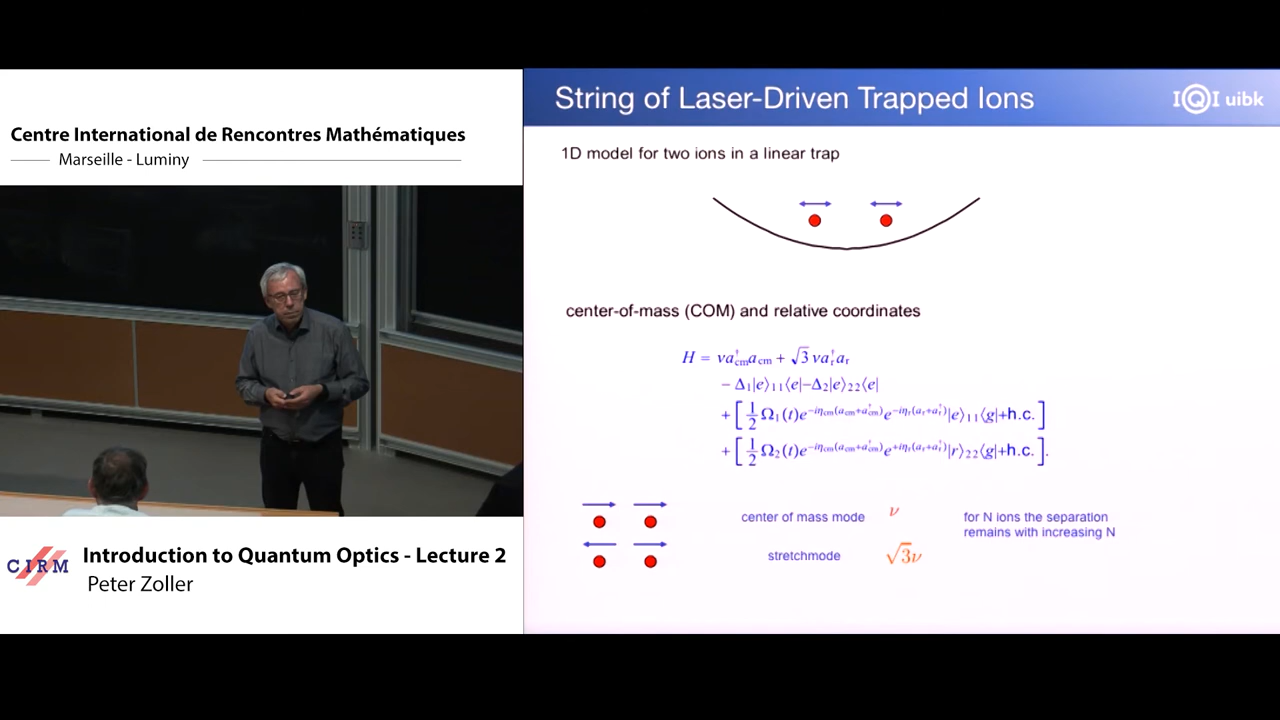 Centre International de Rencontres Mathématiques
Marseille - Luminy
CIRM
Introduction to Quantum Optics - Lecture 2
Peter Zoller
String of Laser-Driven Trapped Ions
IQI uibk
1D model for two ions in a linear trap
center-of-mass (COM) and relative coordinates
H = νa†cm acm + √3 νa†r ar
− Δ1|e⟩11⟨e|−Δ2|e⟩22⟨e|
+ [ 1/2 Ω1(t)e^−iηcm(acm+a†cm) e^−iηr(ar+a†r)|e⟩11⟨g|+h.c. ]
+ [ 1/2 Ω2(t)e^−iηcm(acm+a†cm) e^+iηr(ar+a†r)|r⟩22⟨g|+h.c. ].
center of mass mode ν
stretchmode √3ν
for N ions the separation
remains with increasing N